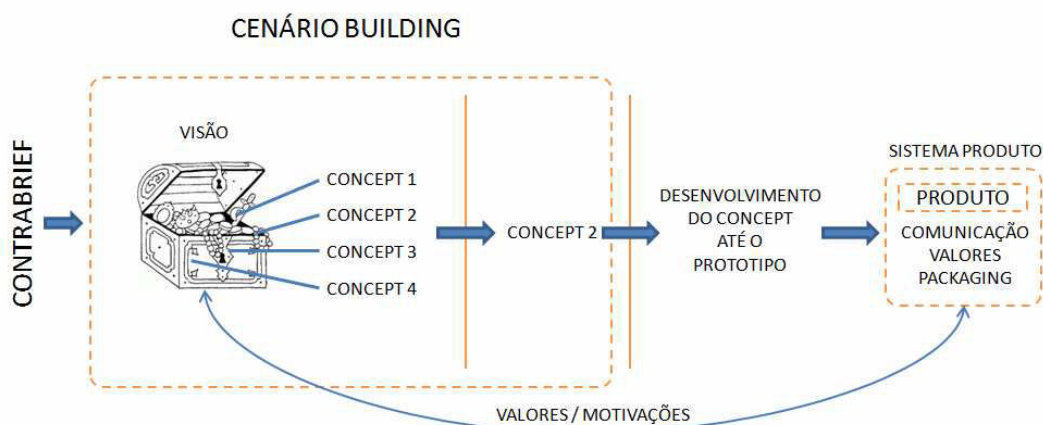 CENÁRIO BUILDING
CONTRABRIEF
VISÃO
CONCEPT 1
CONCEPT 2
CONCEPT 3
CONCEPT 4
CONCEPT 2
DESENVOLVIMENTO
DO CONCEPT
ATÉ O
PROTOTIPO
SISTEMA PRODUTO
PRODUTO
COMUNICAÇÃO
VALORES
PACKAGING
VALORES / MOTIVAÇÕES